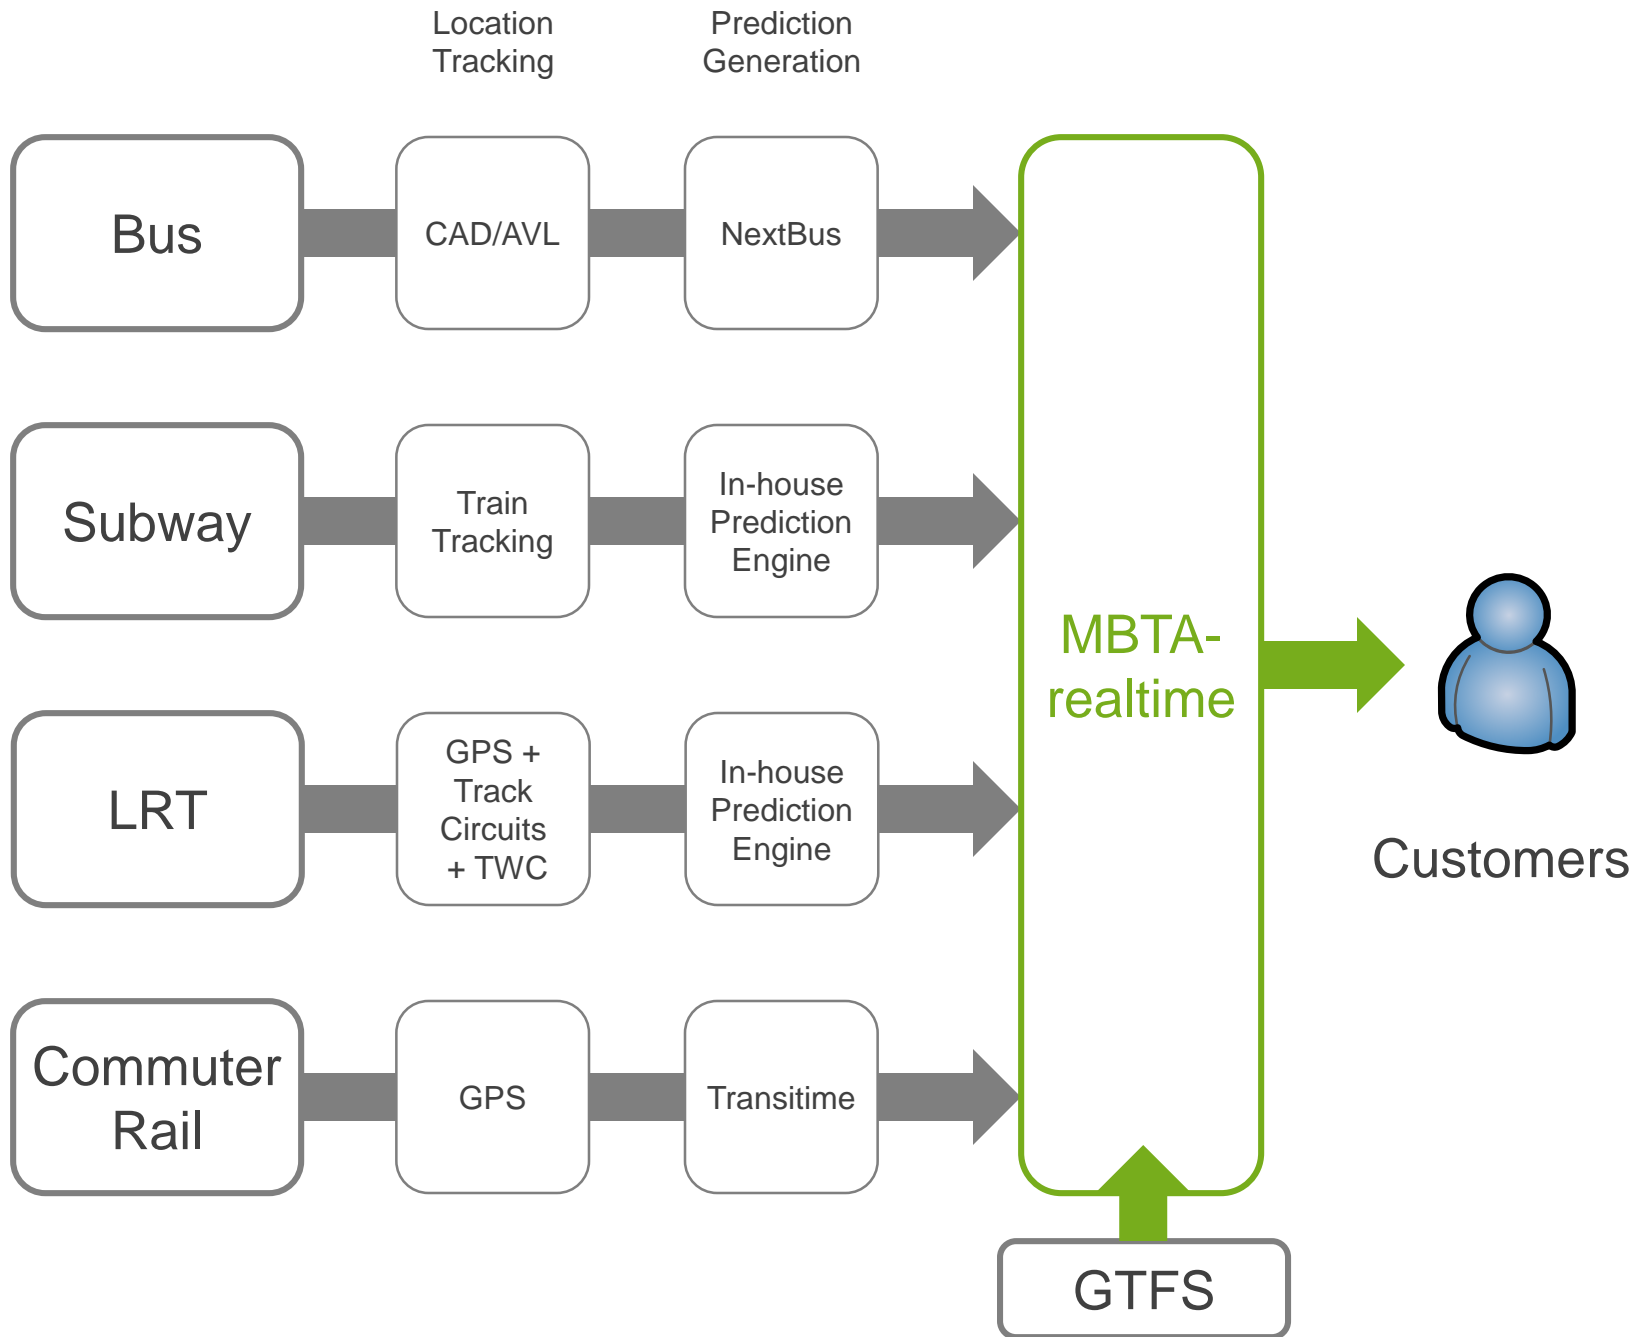 Location
Tracking
Prediction
Generation
Bus
CAD/AVL
NextBus
Subway
Train
Tracking
In-house
Prediction
Engine
LRT
GPS +
Track
Circuits
+ TWC
In-house
Prediction
Engine
Commuter
Rail
GPS
Transitime
MBTA-
realtime
Customers
GTFS